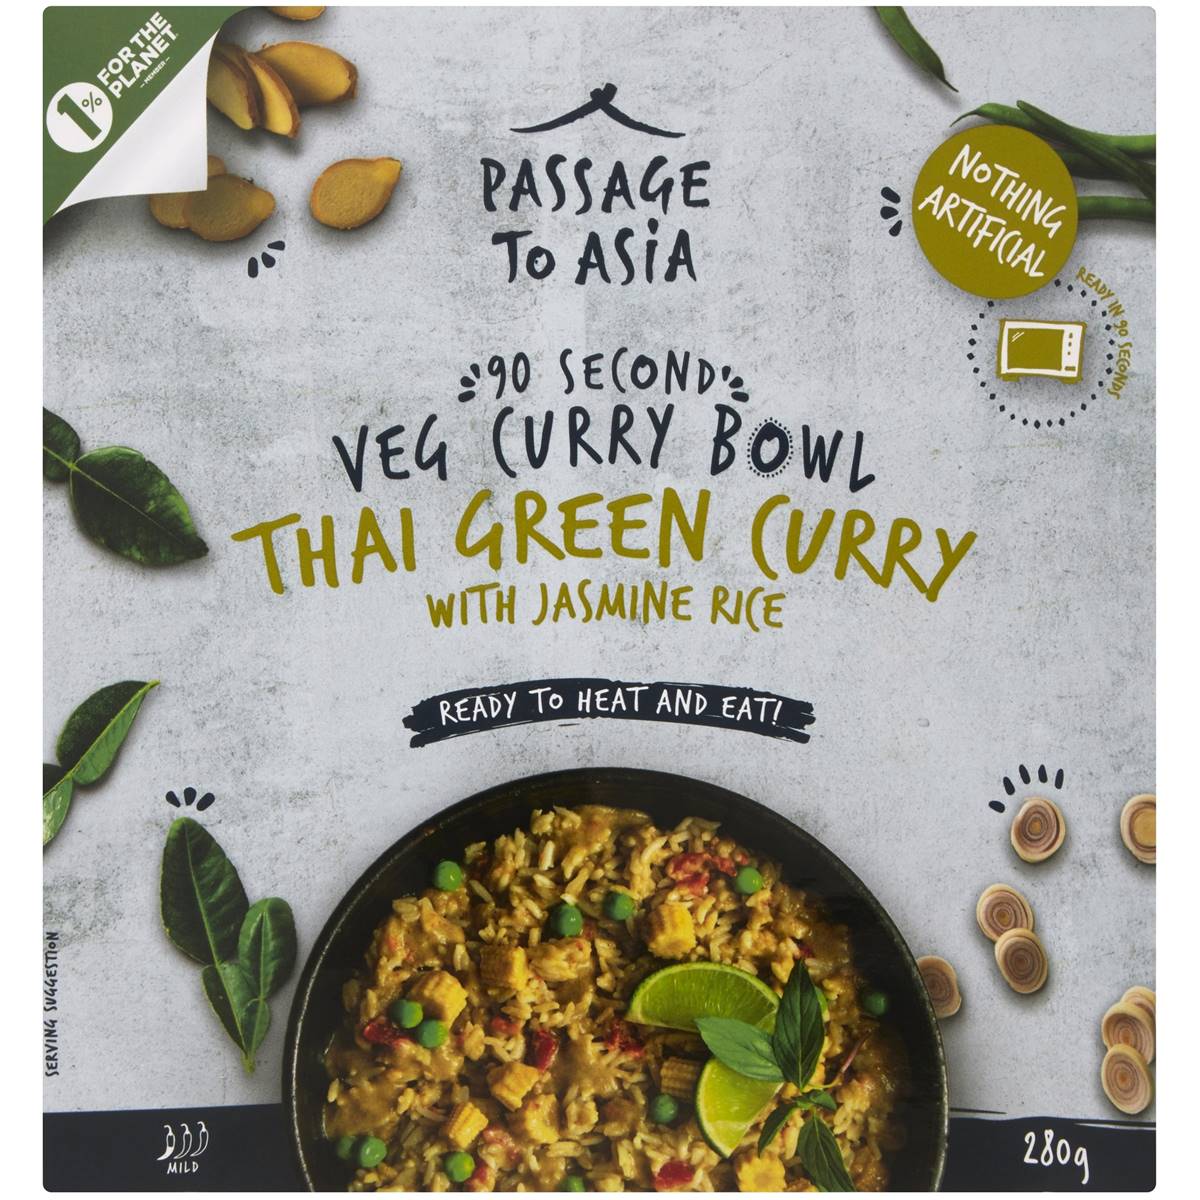 1% FOR THE
PLANET
MEMBER
PASSAGE
TO ASIA
NOTHING
ARTIFICIAL
READY IN 90 SECONDS
90 SECOND
VEG CURRY BOWL
THAI GREEN CURRY
WITH JASMINE RICE
READY TO HEAT AND EAT!
SERVING SUGGESTION
MILD
280g